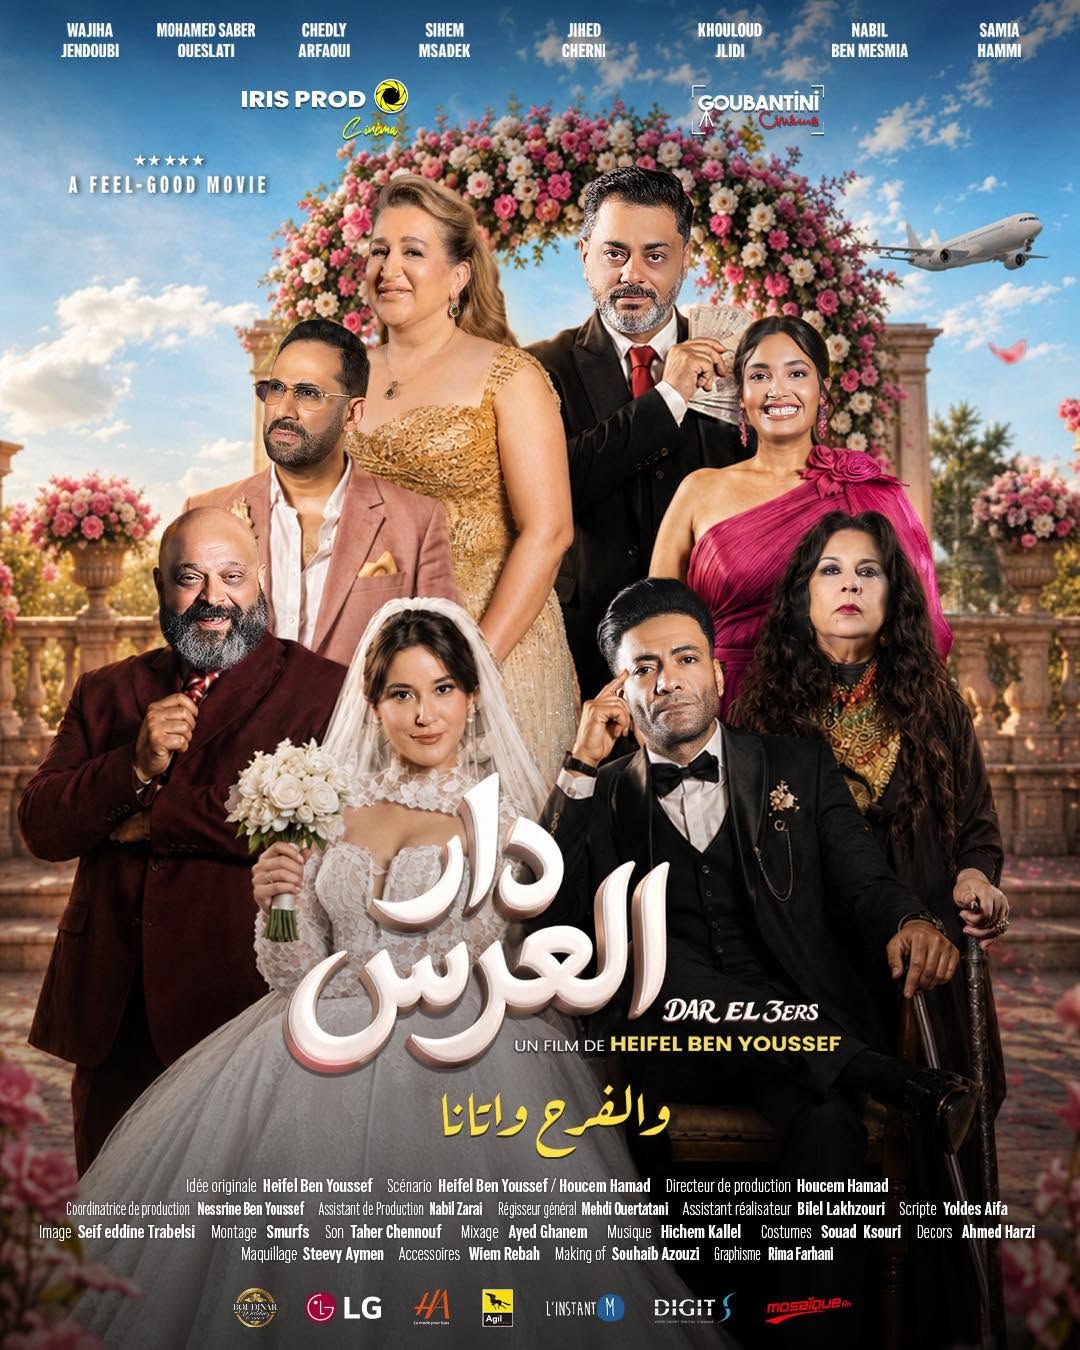 WAJIHA JENDOUBI
MOHAMED SABER OUESLATI
CHEDLY ARFAOUI
SIHEM MSADEK
JIHED CHERNI
KHOULOUD JLIDI
NABIL BEN MESMIA
SAMIA HAMMI
IRIS PROD
Cinéma
GOUBANTINI
Cinéma
A FEEL-GOOD MOVIE
دار
العرس
DAR EL 3ERS
UN FILM DE HEIFEL BEN YOUSSEF
والفرح واتانا
Idée originale Heifel Ben Youssef Scénario Heifel Ben Youssef / Houcem Hamad Directeur de production Houcem Hamad
Coordinatrice de production Nessrine Ben Youssef Assistant de Production Nabil Zarai Régisseur général Mehdi Ouertatani Assistant réalisateur Bilel Lakhzouri Scripte Yoldes Aifa
Image Seif eddine Trabelsi Montage Smurfs Son Taher Chennouf Mixage Ayed Ghanem Musique Hichem Kallel Costumes Souad Ksouri Decors Ahmed Harzi
Maquillage Steevy Aymen Accessoires Wiem Rebah Making of Souhaib Azouzi Graphisme Rima Farhani
LG
HA
La mode pour tous
Agil
L'INSTANT M
DIGIT S
mosaïque fm